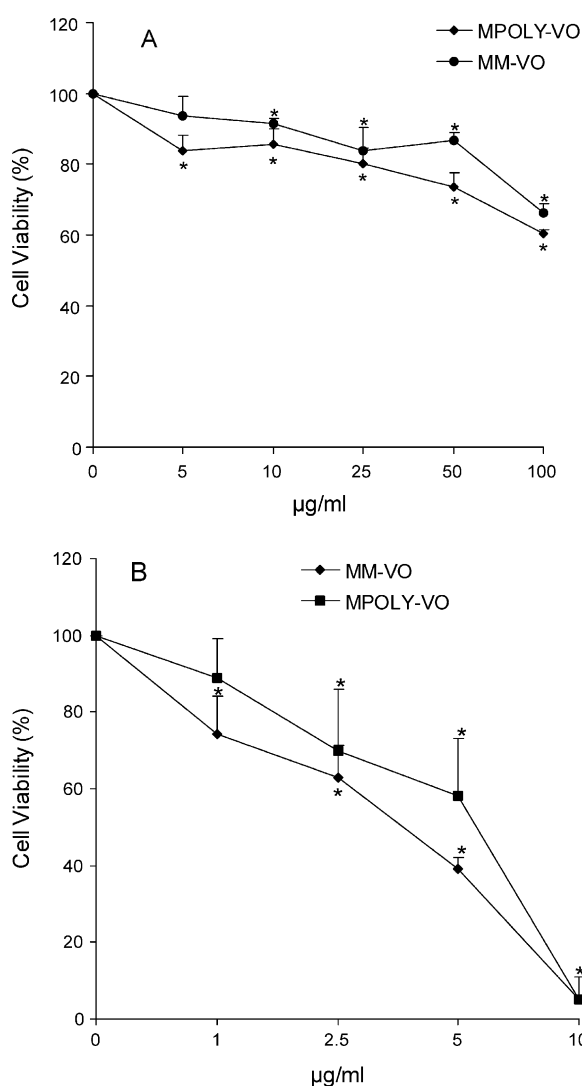 A
MPOLY-VO
MM-VO
120
100
80
60
40
20
0
Cell Viability (%)
* * * *
* * * * *
0 5 10 25 50 100
µg/ml
B
MM-VO
MPOLY-VO
120
100
80
60
40
20
0
Cell Viability (%)
* * *
* * *
0 1 2.5 5 10
µg/ml